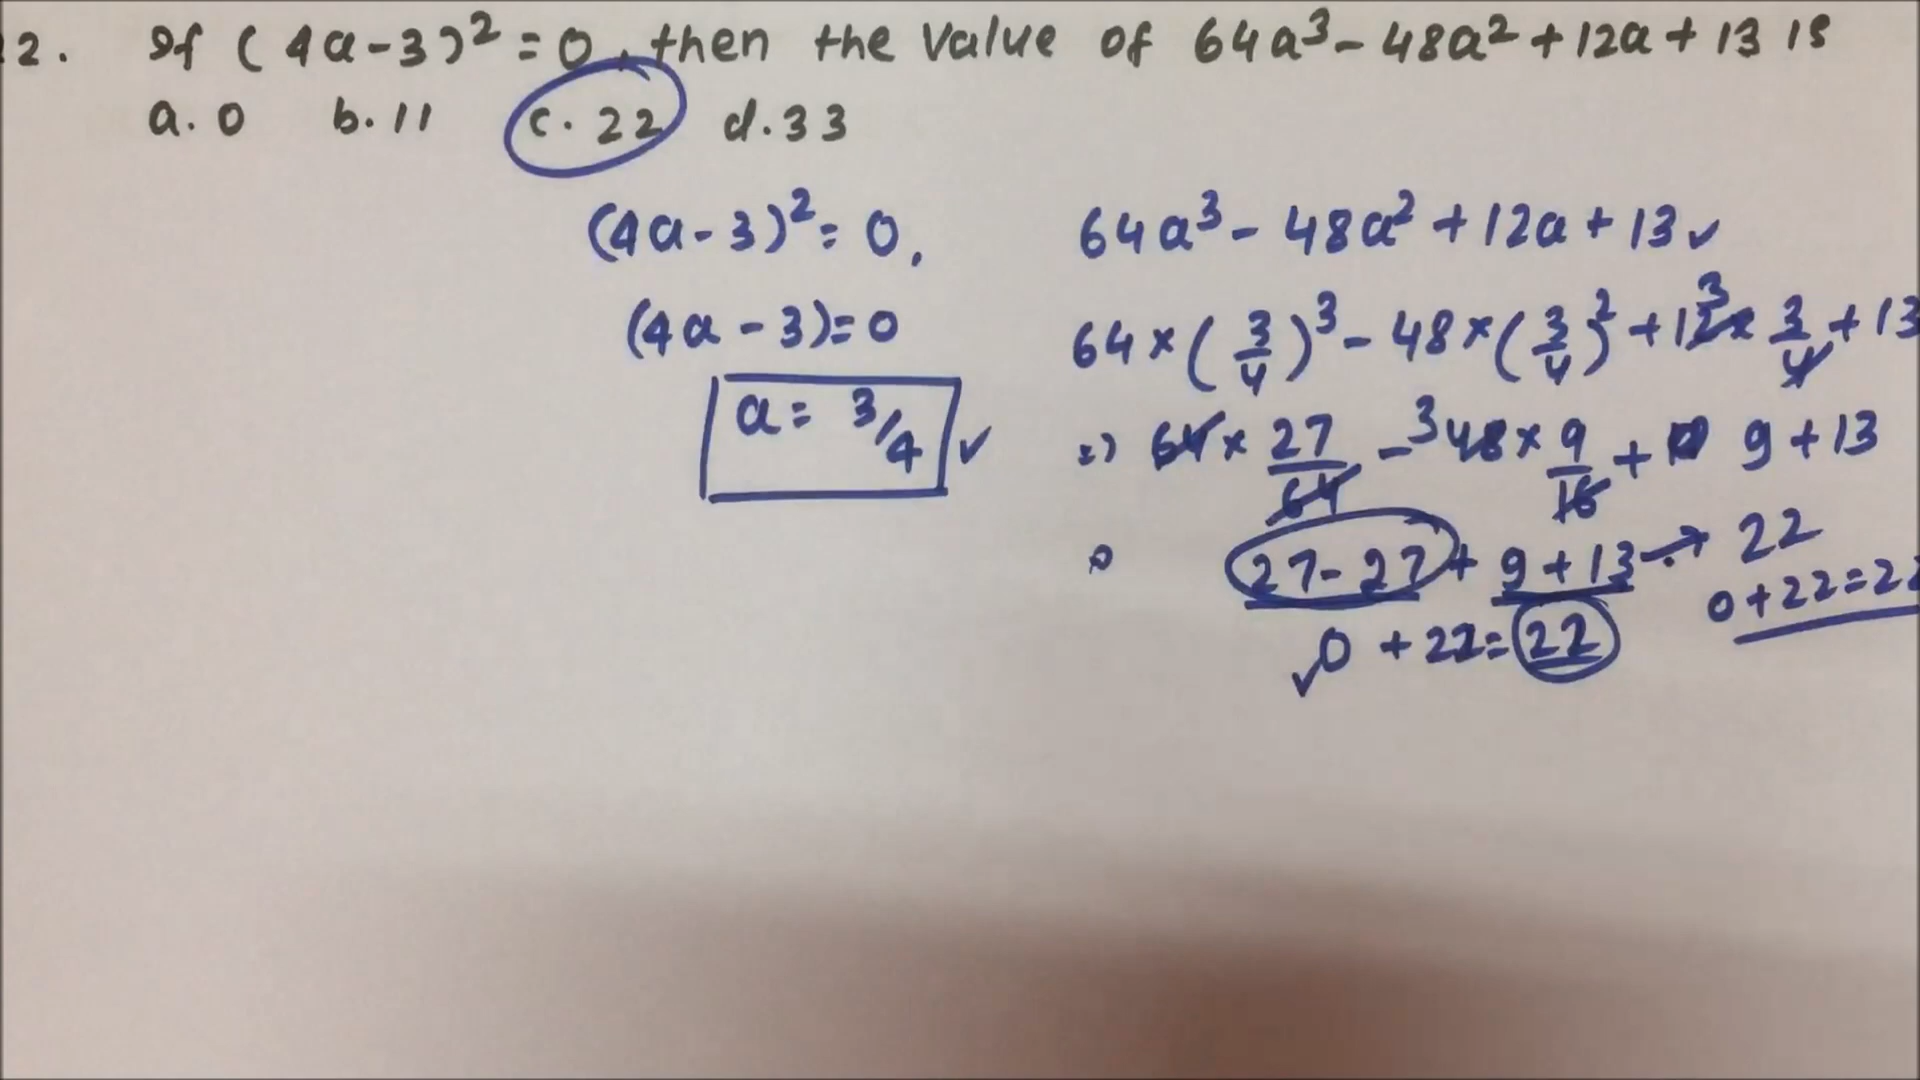 2. If (4a-3)²=0, then the value of 64a³-48a²+12a+13 is
a. 0 b. 11 c. 22 d. 33
(4a-3)²=0,
(4a-3)=0
a= 3/4 ✓
64a³-48a²+12a+13 ✓
64×(3/4)³-48×(3/4)²+12× 3 3/4+13
=) 64×27/64-3 48×9/16+ 9+13
27-27+9+13→22
0+22=22
✓0+22=22